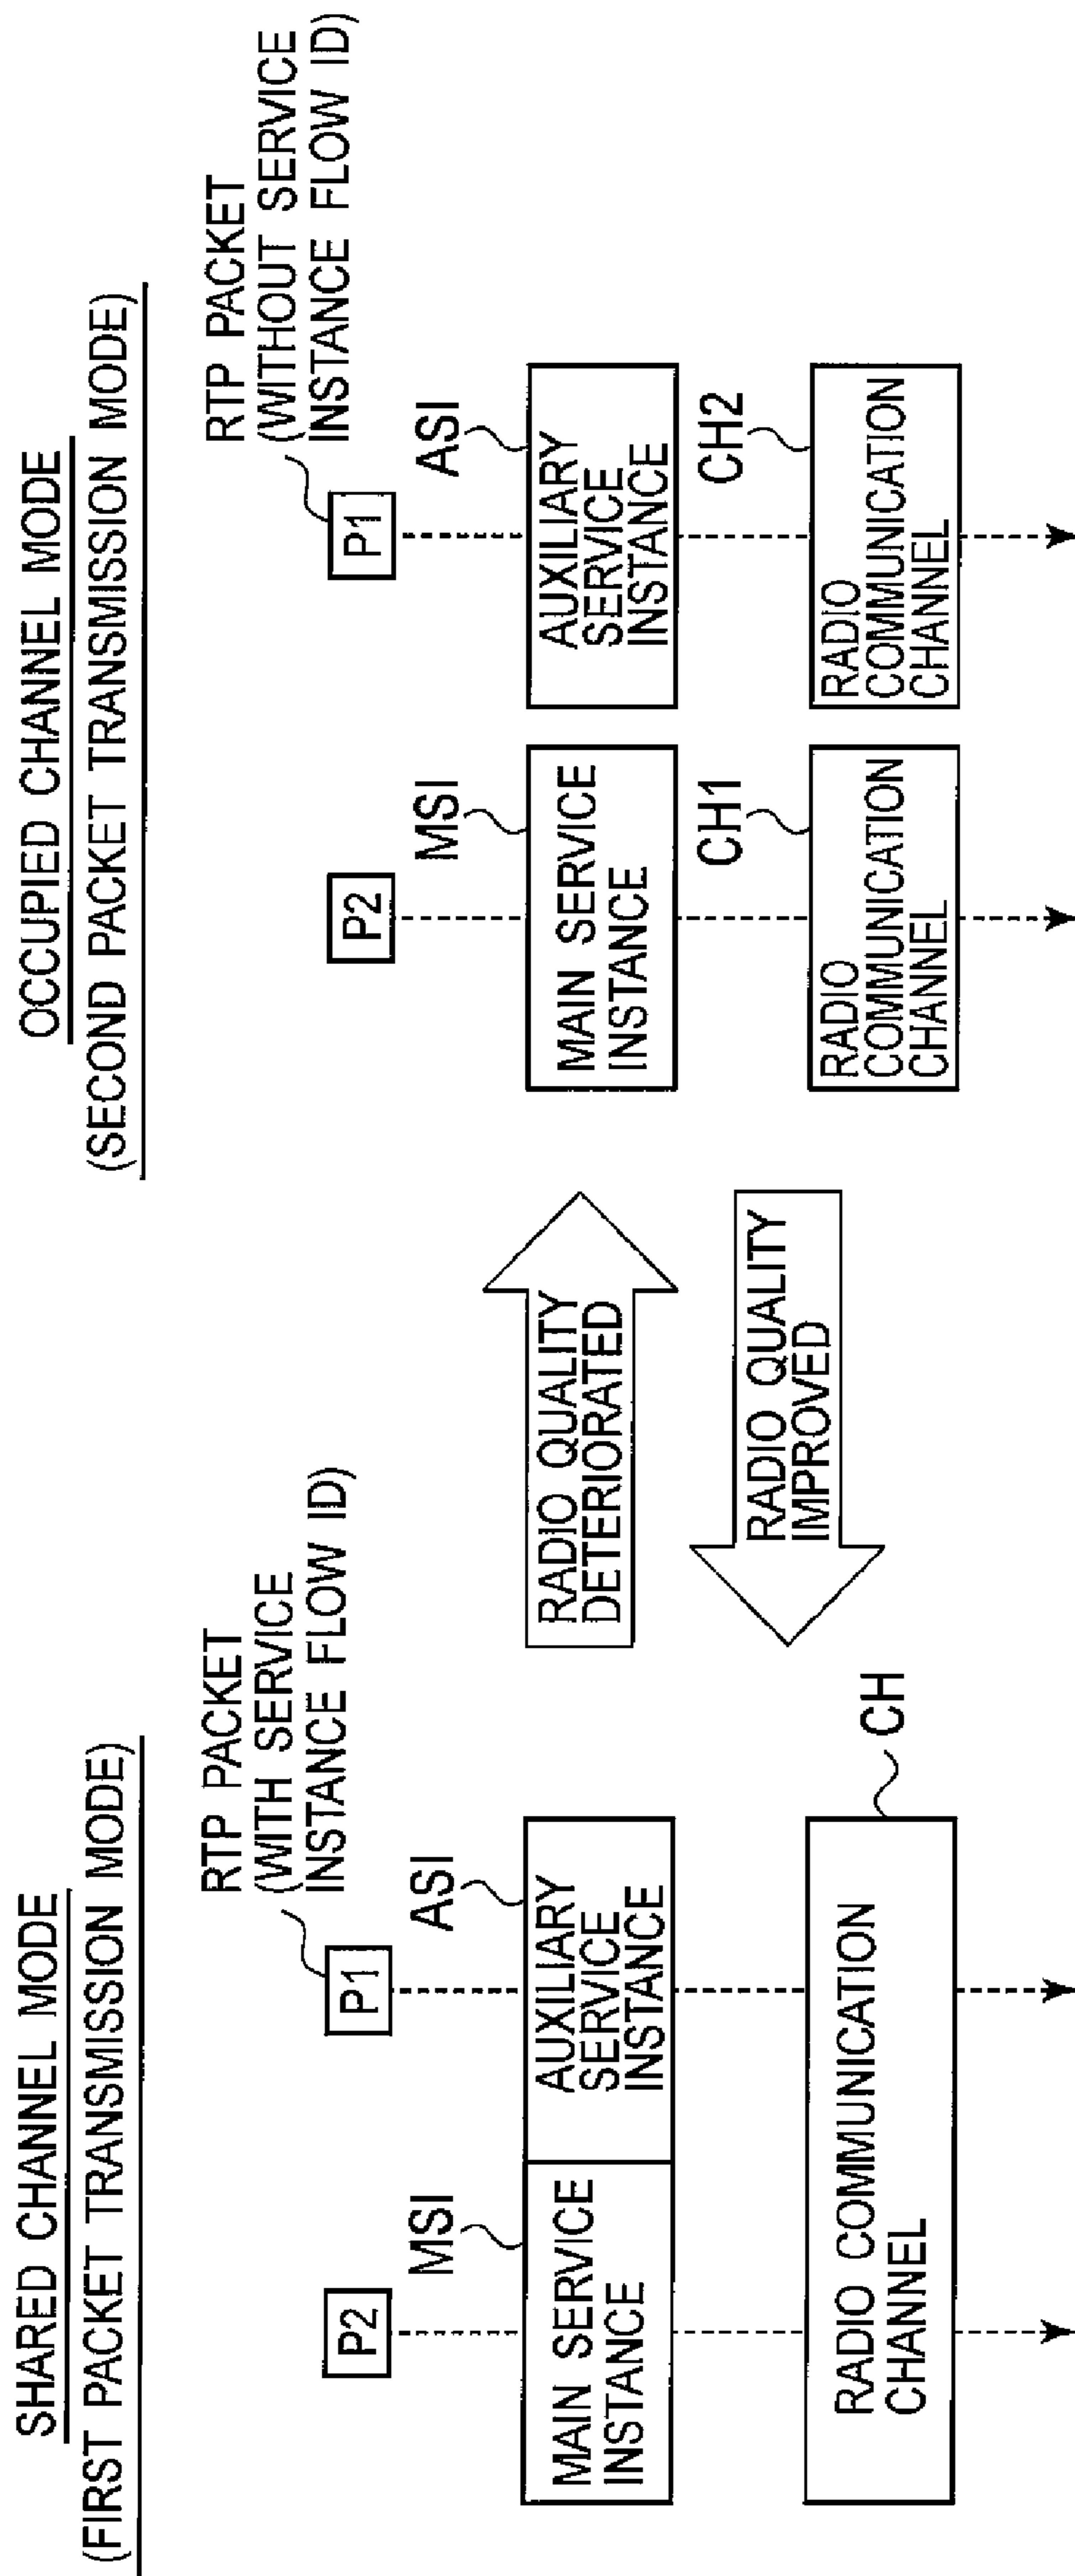 SHARED CHANNEL MODE
(FIRST PACKET TRANSMISSION MODE)
RTP PACKET
(WITH SERVICE
INSTANCE FLOW ID)
P2
P1
MSI
ASI
MAIN SERVICE
INSTANCE
AUXILIARY
SERVICE
INSTANCE
CH
RADIO COMMUNICATION
CHANNEL
RADIO QUALITY
DETERIORATED
RADIO QUALITY
IMPROVED
OCCUPIED CHANNEL MODE
(SECOND PACKET TRANSMISSION MODE)
RTP PACKET
(WITHOUT SERVICE
INSTANCE FLOW ID)
P2
P1
MSI
ASI
MAIN SERVICE
INSTANCE
AUXILIARY
SERVICE
INSTANCE
CH1
CH2
RADIO
COMMUNICATION
CHANNEL
RADIO
COMMUNICATION
CHANNEL